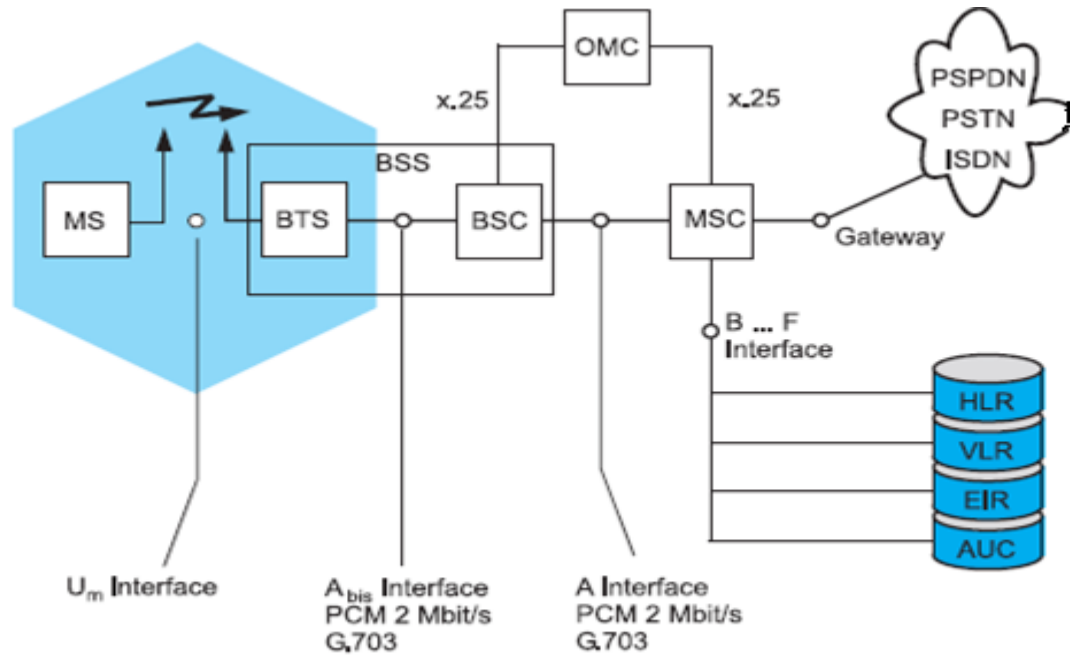 OMC
PSPDN
PSTN
ISDN
x.25
x.25
BSS
MS
BTS
BSC
MSC
Gateway
B ... F
Interface
HLR
VLR
EIR
AUC
Um Interface
Abis Interface
PCM 2 Mbit/s
G.703
A Interface
PCM 2 Mbit/s
G.703